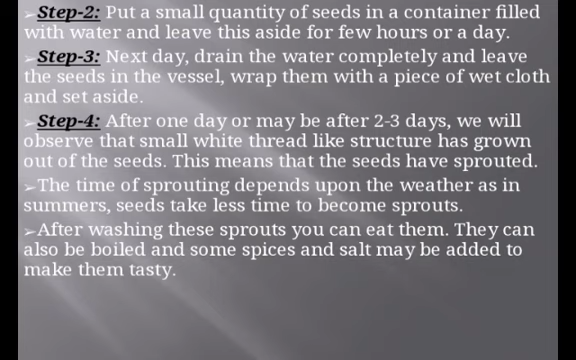 ➢Step-2: Put a small quantity of seeds in a container filled
with water and leave this aside for few hours or a day.
➢Step-3: Next day, drain the water completely and leave
the seeds in the vessel, wrap them with a piece of wet cloth
and set aside.
➢Step-4: After one day or may be after 2-3 days, we will
observe that small white thread like structure has grown
out of the seeds. This means that the seeds have sprouted.
➢The time of sprouting depends upon the weather as in
summers, seeds take less time to become sprouts.
➢After washing these sprouts you can eat them. They can
also be boiled and some spices and salt may be added to
make them tasty.